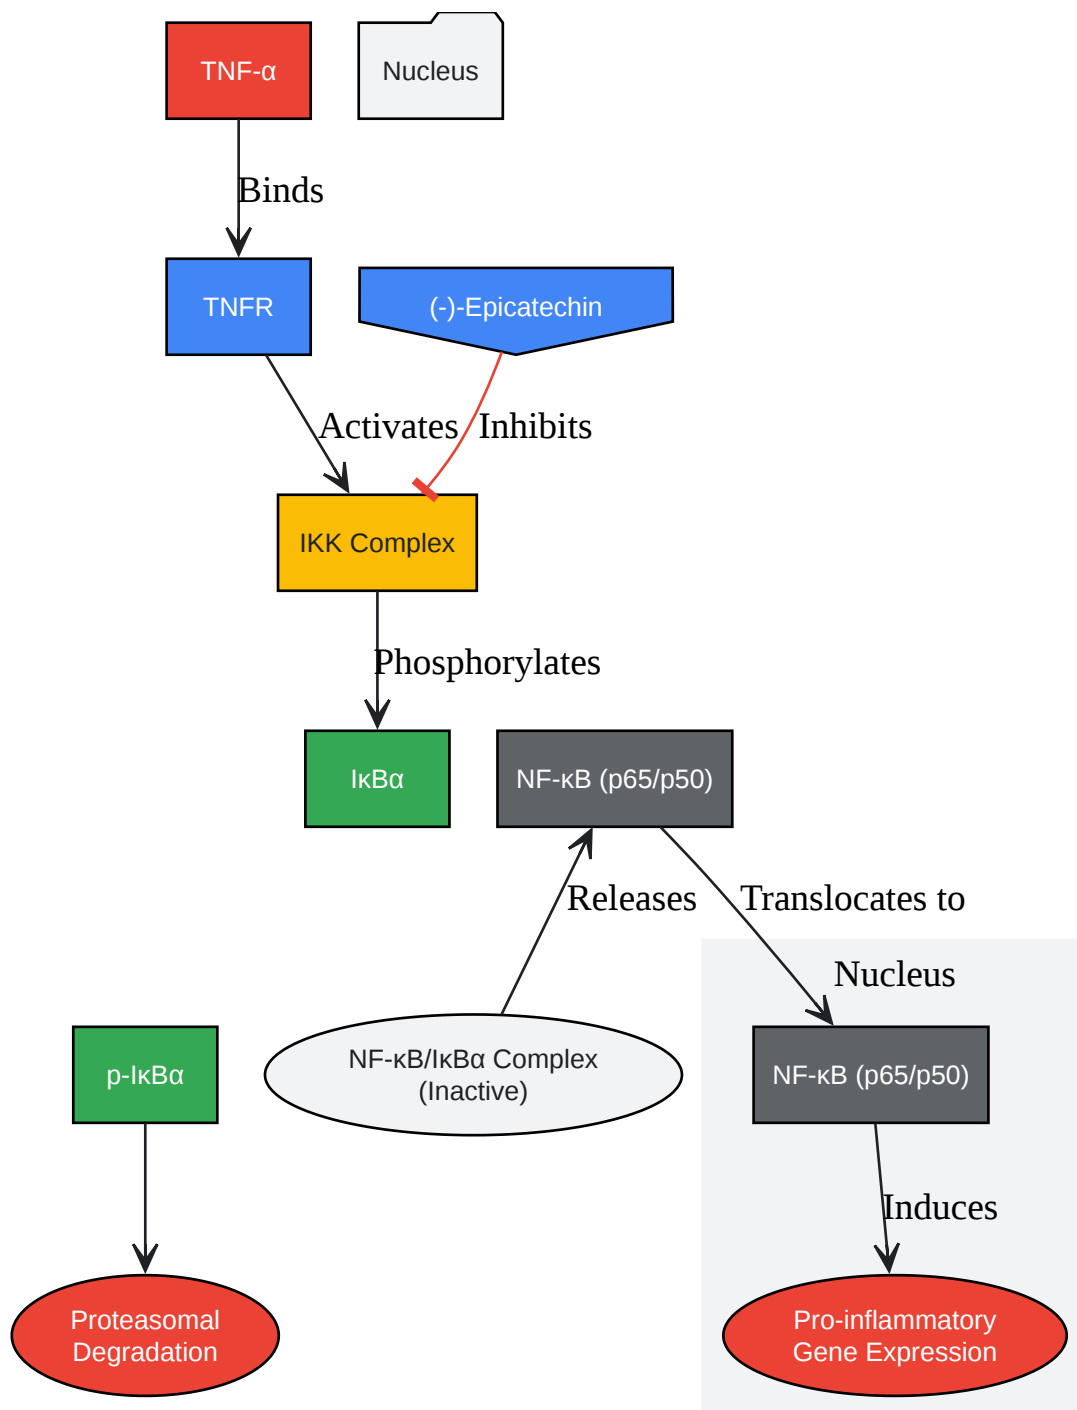 TNF-α
Nucleus
Binds
TNFR
(-)-Epicatechin
Activates
Inhibits
IKK Complex
Phosphorylates
IκBα
NF-κB (p65/p50)
Releases
Translocates to
Nucleus
p-IκBα
NF-κB/IκBα Complex
(Inactive)
NF-κB (p65/p50)
Induces
Proteasomal
Degradation
Pro-inflammatory
Gene Expression